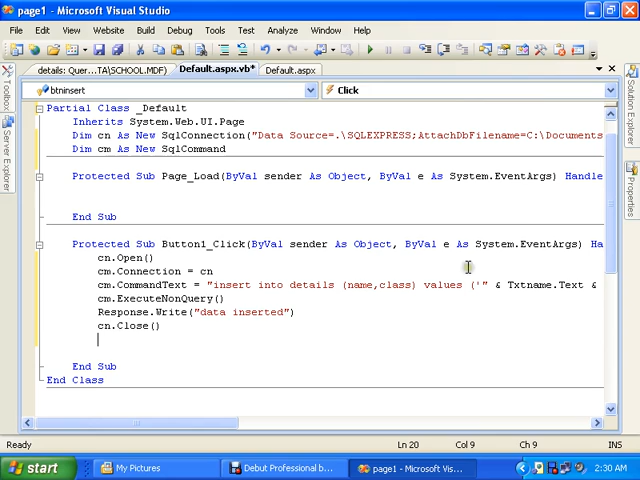 page1 - Microsoft Visual Studio
File Edit View Website Build Debug Tools Test Analyze Window Help
details: Quer...TA\SCHOOL.MDF) Default.aspx.vb* Default.aspx
btninsert Click
Partial Class _Default
Inherits System.Web.UI.Page
Dim cn As New SqlConnection("Data Source=.\SQLEXPRESS;AttachDbFilename=C:\Documents
Dim cm As New SqlCommand
Protected Sub Page_Load(ByVal sender As Object, ByVal e As System.EventArgs) Handle
End Sub
Protected Sub Button1_Click(ByVal sender As Object, ByVal e As System.EventArgs) Ha
cn.Open()
cm.Connection = cn
cm.CommandText = "insert into details (name,class) values ('" & Txtname.Text &
cm.ExecuteNonQuery()
Response.Write("data inserted")
cn.Close()
End Sub
End Class
Toolbox
Server Explorer
Solution Explorer
Properties
Ready Ln 20 Col 9 Ch 9 INS
start My Pictures Debut Professional b... page1 - Microsoft Vis... 2:30 AM